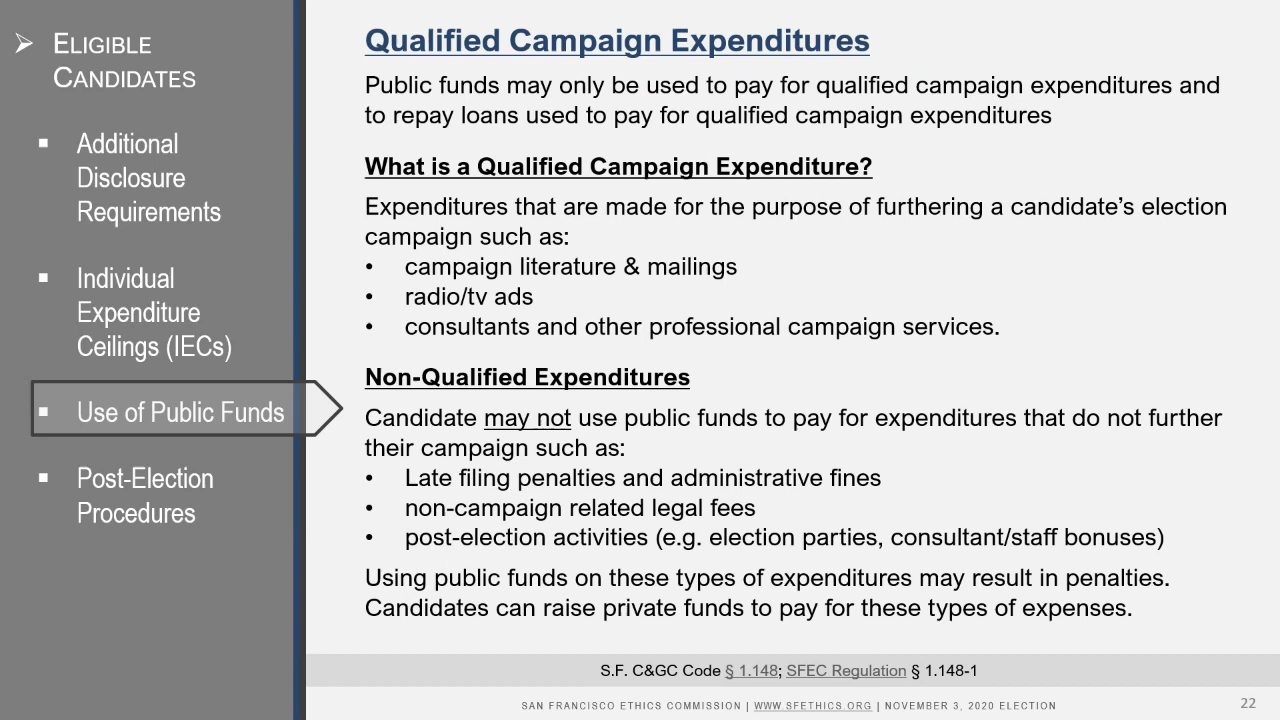 ➢ ELIGIBLE
CANDIDATES
▪ Additional
Disclosure
Requirements
▪ Individual
Expenditure
Ceilings (IECs)
▪ Use of Public Funds
▪ Post-Election
Procedures
Qualified Campaign Expenditures
Public funds may only be used to pay for qualified campaign expenditures and
to repay loans used to pay for qualified campaign expenditures
What is a Qualified Campaign Expenditure?
Expenditures that are made for the purpose of furthering a candidate’s election
campaign such as:
• campaign literature & mailings
• radio/tv ads
• consultants and other professional campaign services.
Non-Qualified Expenditures
Candidate may not use public funds to pay for expenditures that do not further
their campaign such as:
• Late filing penalties and administrative fines
• non-campaign related legal fees
• post-election activities (e.g. election parties, consultant/staff bonuses)
Using public funds on these types of expenditures may result in penalties.
Candidates can raise private funds to pay for these types of expenses.
S.F. C&GC Code § 1.148; SFEC Regulation § 1.148-1
SAN FRANCISCO ETHICS COMMISSION | WWW.SFETHICS.ORG | NOVEMBER 3, 2020 ELECTION
22